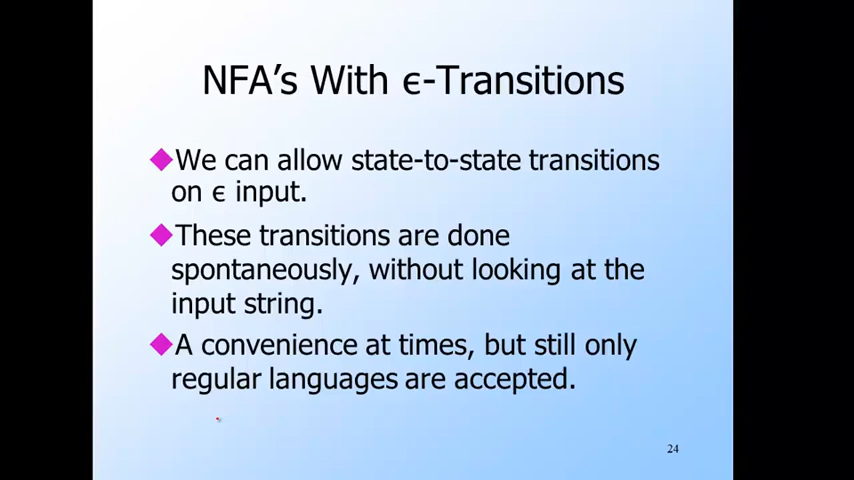 NFA's With ϵ-Transitions
We can allow state-to-state transitions
on ϵ input.
These transitions are done
spontaneously, without looking at the
input string.
A convenience at times, but still only
regular languages are accepted.
24